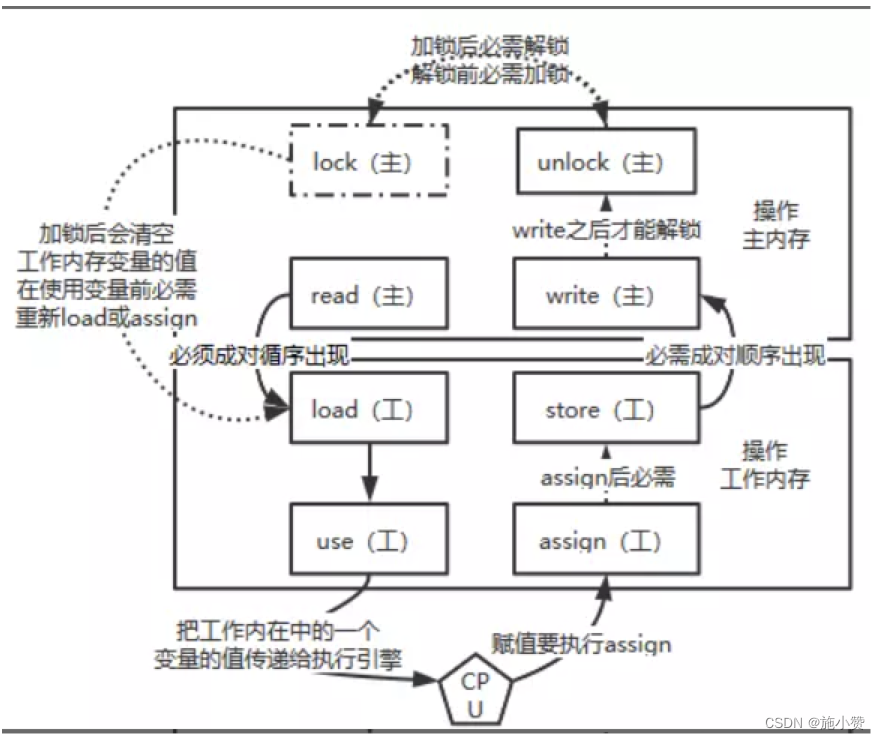 加锁后必需解锁
解锁前必需加锁
lock（主）
unlock（主）
操作
主内存
write之后才能解锁
加锁后会清空
工作内存变量的值
在使用变量前必需
重新load或assign
read（主）
write（主）
必须成对循序出现
必需成对顺序出现
load（工）
store（工）
操作
工作内存
assign后必需
use（工）
assign（工）
把工作内在中的一个
变量的值传递给执行引擎
赋值要执行assign
CP
U
CSDN @施小赞